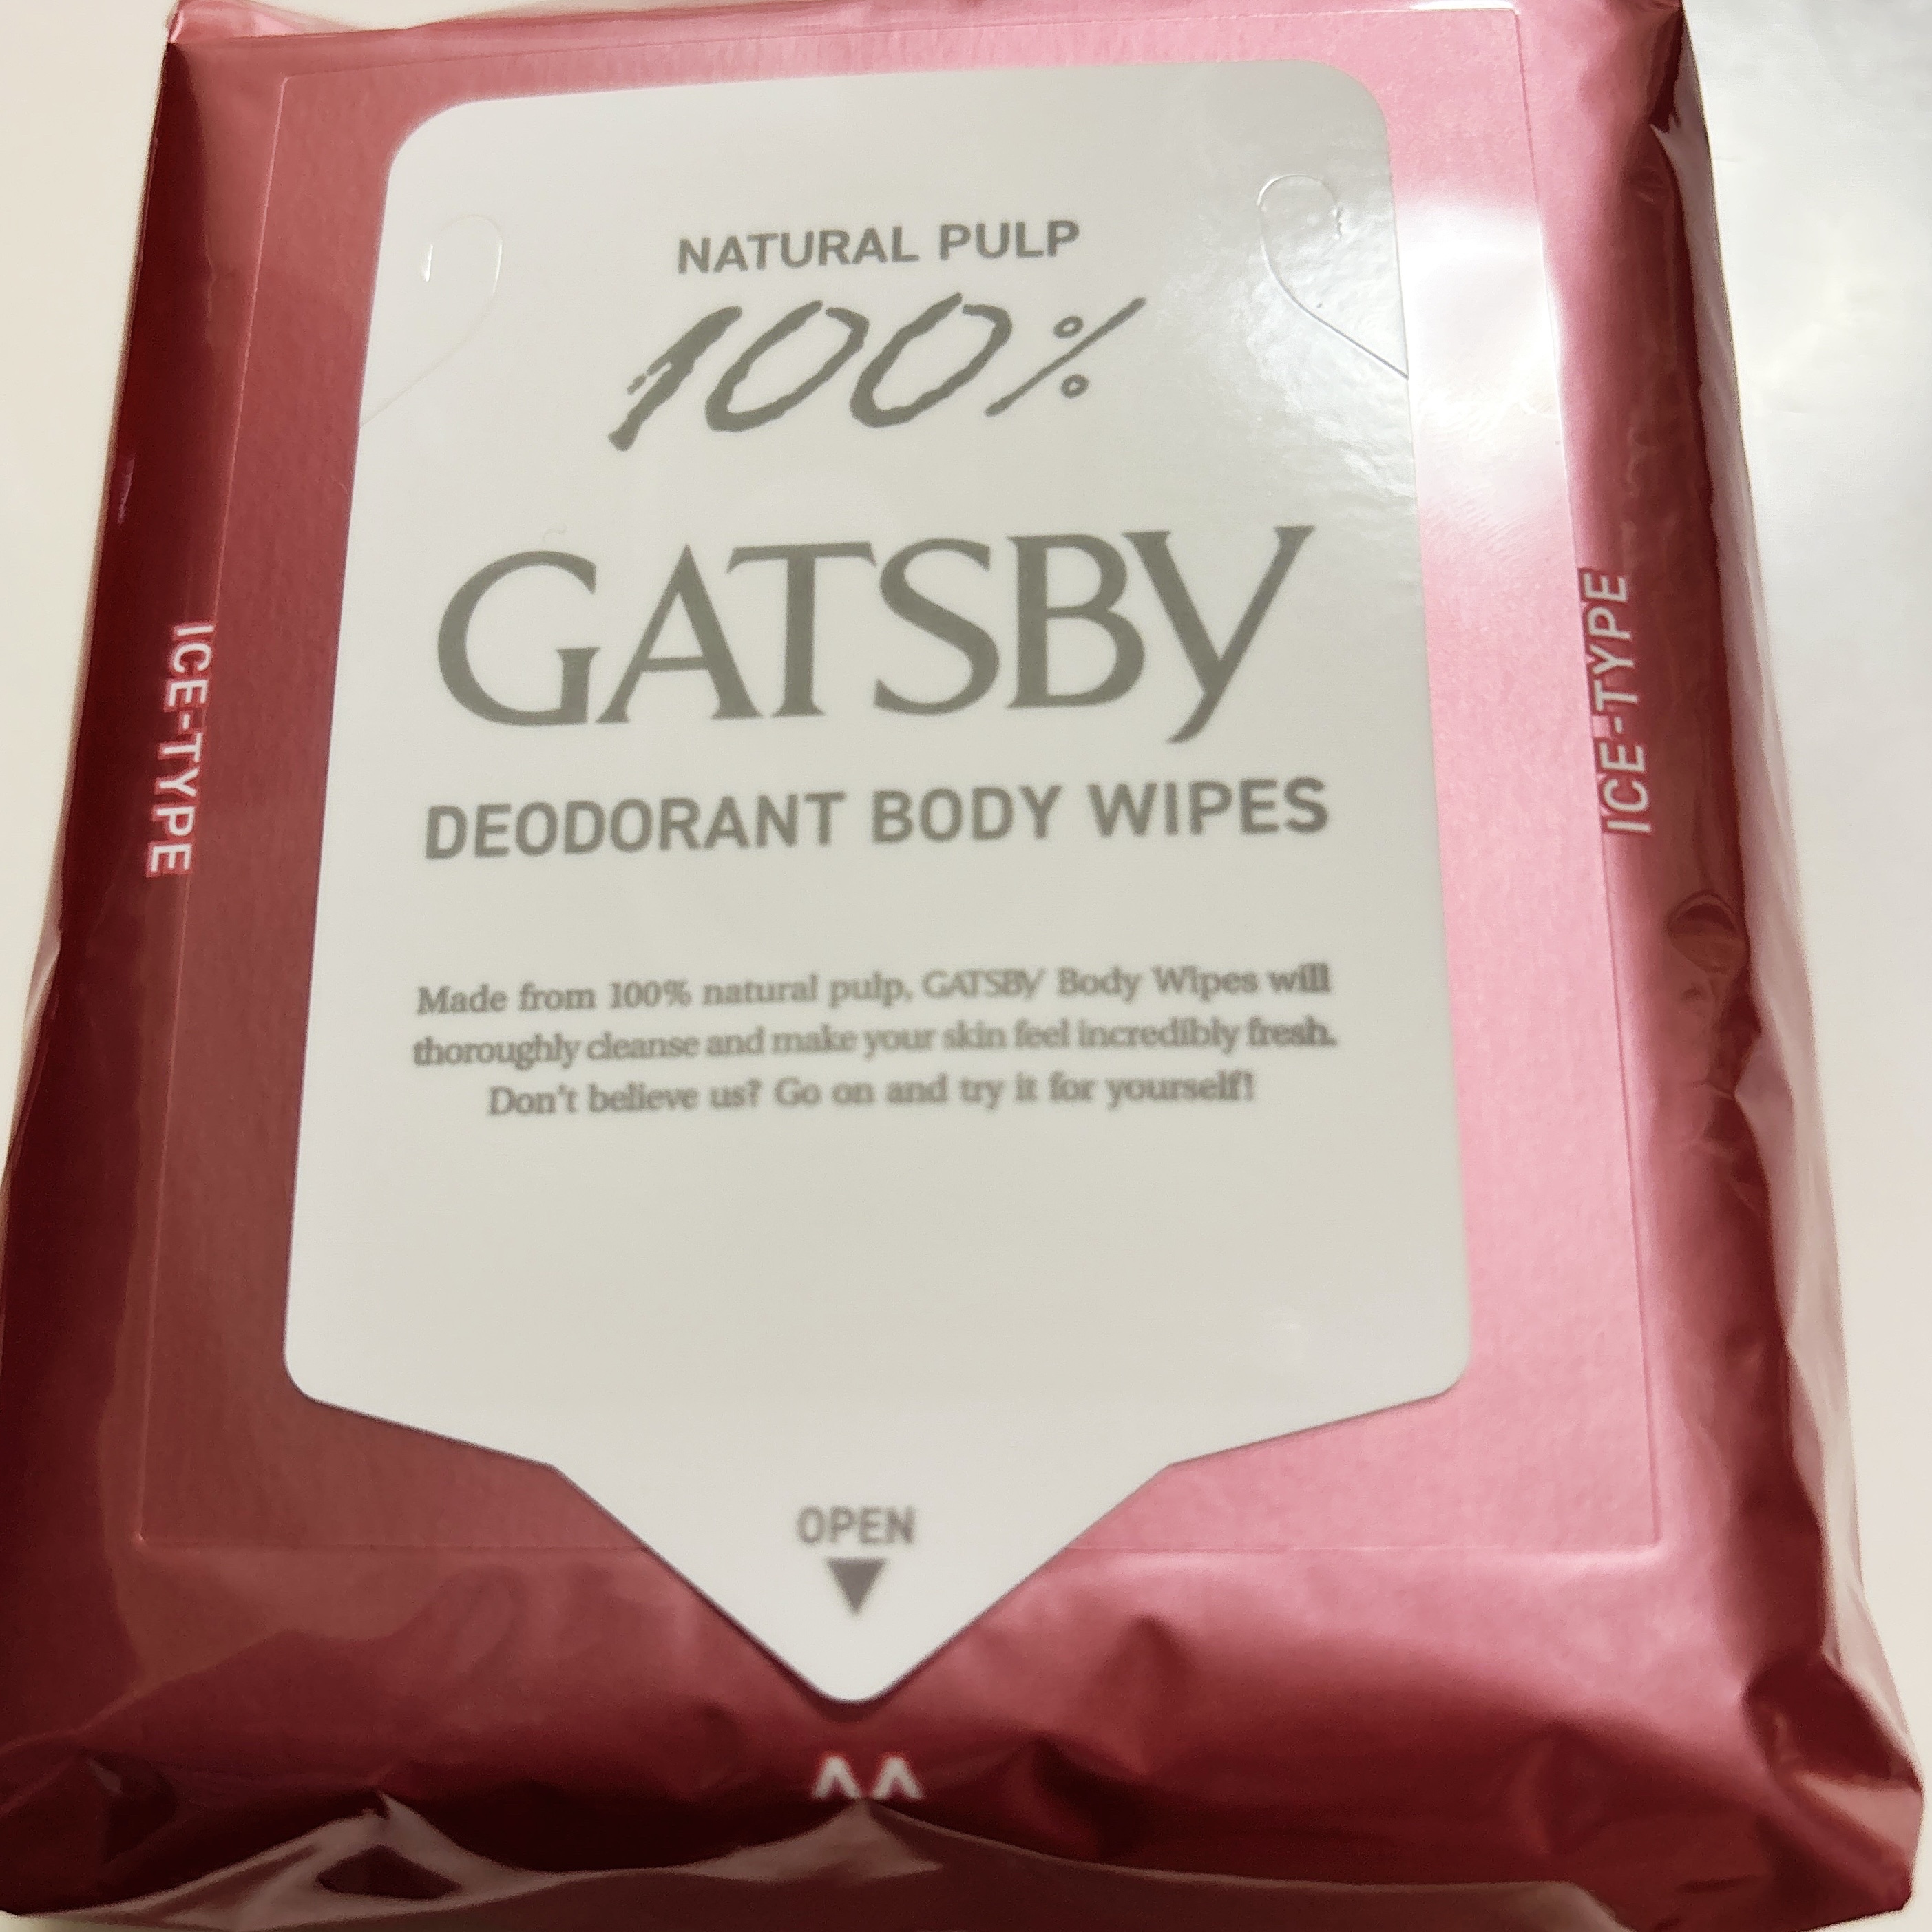 NATURAL PULP
100%
GATSBY
DEODORANT BODY WIPES
ICE-TYPE
ICE-TYPE
Made from 100% natural pulp, GATSBY Body Wipes will
thoroughly cleanse and make your skin feel incredibly fresh.
Don't believe us? Go on and try it for yourself!
OPEN